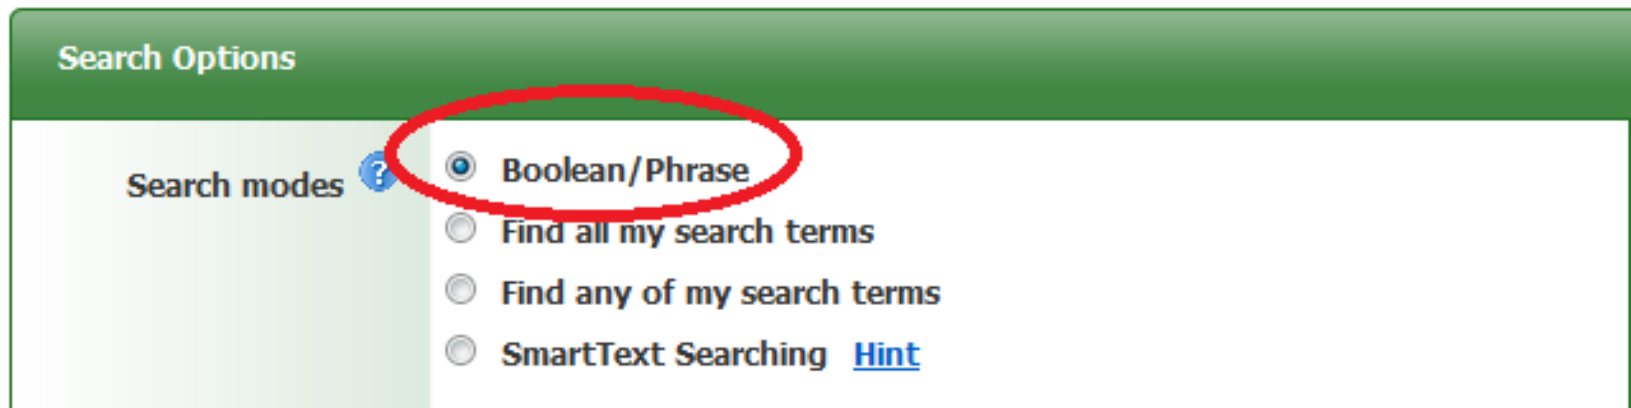 Search Options
Search modes ?
Boolean/Phrase
Find all my search terms
Find any of my search terms
SmartText Searching Hint